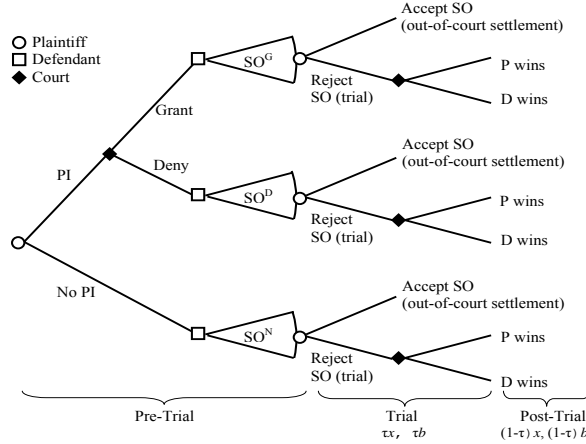 Plaintiff
Defendant
Court
Accept SO
(out-of-court settlement)
SO^G
Reject
SO (trial)
P wins
D wins
Grant
PI
Deny
Accept SO
(out-of-court settlement)
SO^D
Reject
SO (trial)
P wins
D wins
No PI
Accept SO
(out-of-court settlement)
SO^N
Reject
SO (trial)
P wins
D wins
Pre-Trial
Trial
τx, τb
Post-Trial
(1-τ) x, (1-τ) b